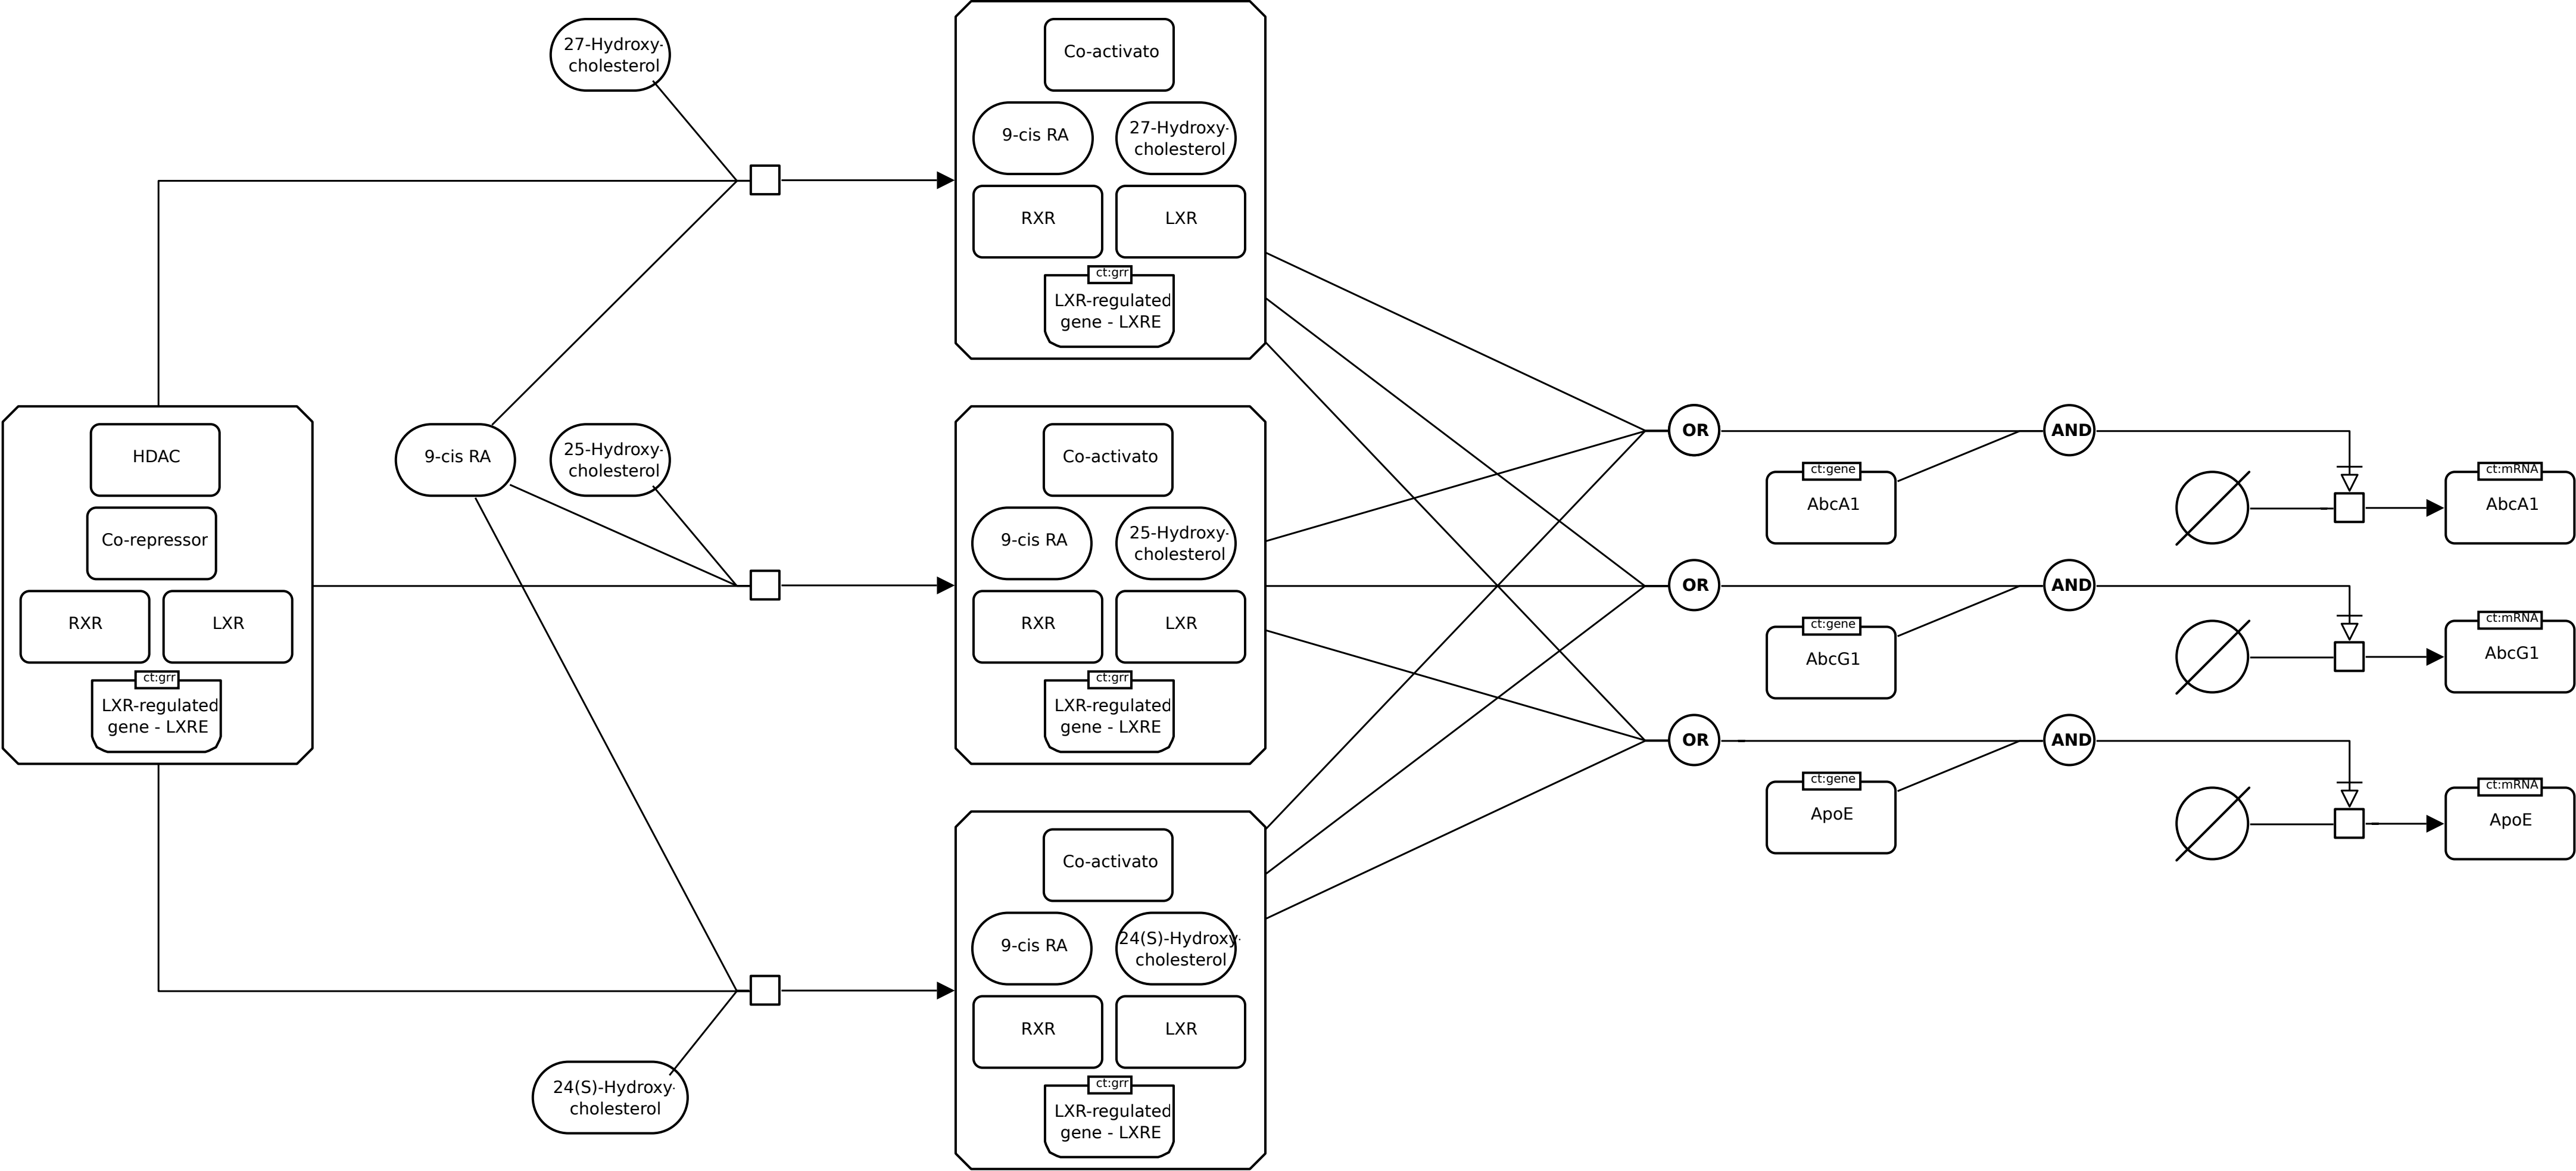 27-Hydroxy-
cholesterol
Co-activato
9-cis RA
27-Hydroxy-
cholesterol
RXR
LXR
ct:grr
LXR-regulated
gene - LXRE
HDAC
Co-repressor
RXR
LXR
ct:grr
LXR-regulated
gene - LXRE
9-cis RA
25-Hydroxy-
cholesterol
Co-activato
9-cis RA
25-Hydroxy-
cholesterol
RXR
LXR
ct:grr
LXR-regulated
gene - LXRE
24(S)-Hydroxy-
cholesterol
Co-activato
9-cis RA
24(S)-Hydroxy-
cholesterol
RXR
LXR
ct:grr
LXR-regulated
gene - LXRE
OR
AND
ct:gene
AbcA1
ct:mRNA
AbcA1
OR
AND
ct:gene
AbcG1
ct:mRNA
AbcG1
OR
AND
ct:gene
ApoE
ct:mRNA
ApoE